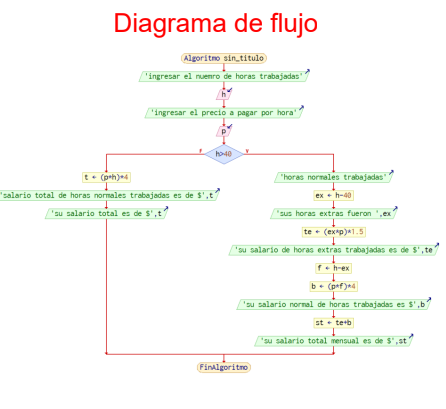 Diagrama de flujo
Algoritmo sin_titulo
'ingresar el nuemro de horas trabajadas'
h
'ingresar el precio a pagar por hora'
p
h>40
F
V
t ← (p*h)*4
'salario total de horas normales trabajadas es de $',t
'su salario total es de $',t
'horas normales trabajadas'
ex ← h-40
'sus horas extras fueron ',ex
te ← (ex*p)*1.5
'su salario de horas extras trabajadas es de $',te
f ← h-ex
b ← (p*f)*4
'su salario normal de horas trabajadas es $',b
st ← te+b
'su salario total mensual es de $',st
FinAlgoritmo